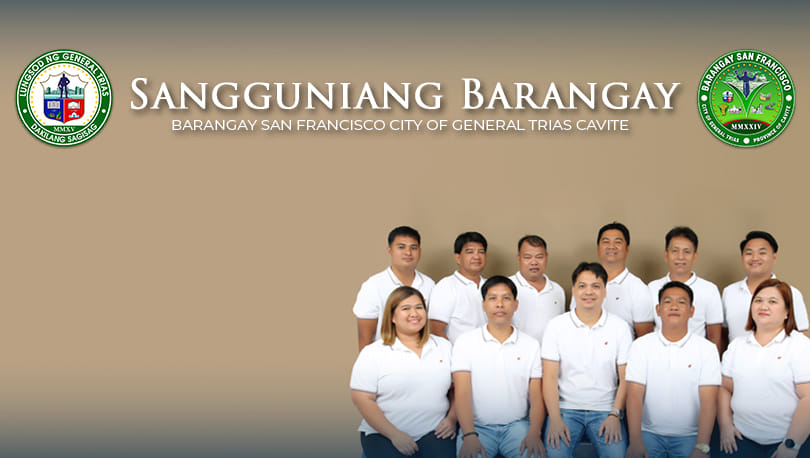 SANGGUNIANG BARANGAY
BARANGAY SAN FRANCISCO CITY OF GENERAL TRIAS CAVITE
LUNGSOD NG GENERAL TRIAS
MMXV
DAKILANG SAGISAG
BARANGAY SAN FRANCISCO
MMXXIV
CITY OF GENERAL TRIAS
PROVINCE OF CAVITE